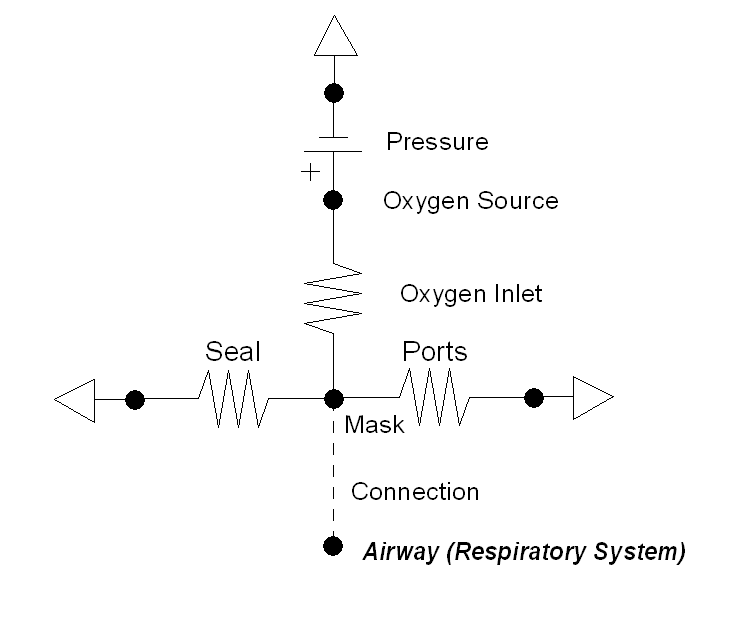 Pressure
+
Oxygen Source
Oxygen Inlet
Seal
Ports
Mask
Connection
Airway (Respiratory System)